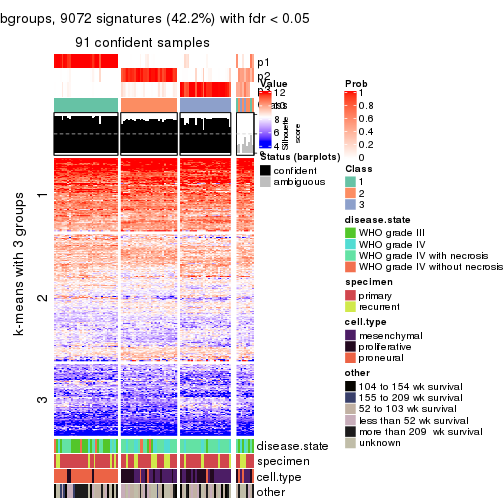 bgroups, 9072 signatures (42.2%) with fdr < 0.05
91 confident samples
p1
p2
Value
12
10
8
6
4
Silhouette
score
Status (barplots)
confident
ambiguous
k-means with 3 groups
1
2
3
Prob
1
0.8
0.6
0.4
0.2
0
Class
1
2
3
disease.state
WHO grade III
WHO grade IV
WHO grade IV with necrosis
WHO grade IV without necrosis
specimen
primary
recurrent
cell.type
mesenchymal
proliferative
proneural
other
104 to 154 wk survival
155 to 209 wk survival
52 to 103 wk survival
less than 52 wk survival
more than 209 wk survival
unknown
disease.state
specimen
cell.type
other